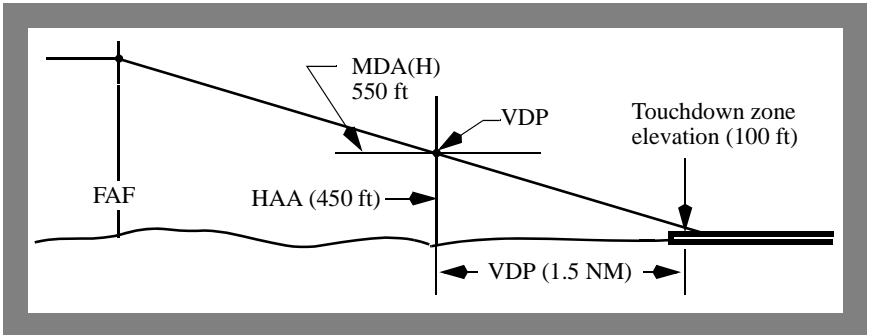 MDA(H)
550 ft
VDP
Touchdown zone
elevation (100 ft)
FAF
HAA (450 ft)
VDP (1.5 NM)